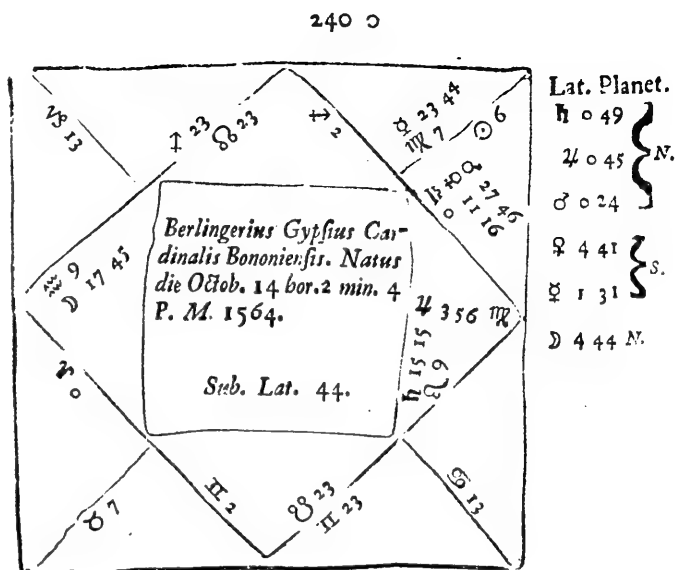 240 ↄ
♑ 13
♐ 23
☊ 23
♐ 2
☿ 23 44
♏ 7 ☉ 6
♀ 27 46
♂ 11 16
♎ 0
Lat. Planet.
♄ 0 49
♃ 0 45 N.
♂ 0 24
♀ 4 41
☿ 1 31 S.
☽ 4 44 N.
♒ 9
☽ 17 45
Berlingerius Gypſius Car-
dinalis Bononienſis. Natus
die Octob. 14 hor. 2 min. 4
P. M. 1564.
Sub. Lat. 44.
♃ 3 56 ♍
♄ 15 15
♌ 9
♉ 7
♊ 2
☋ 23
♊ 23
♋ 13